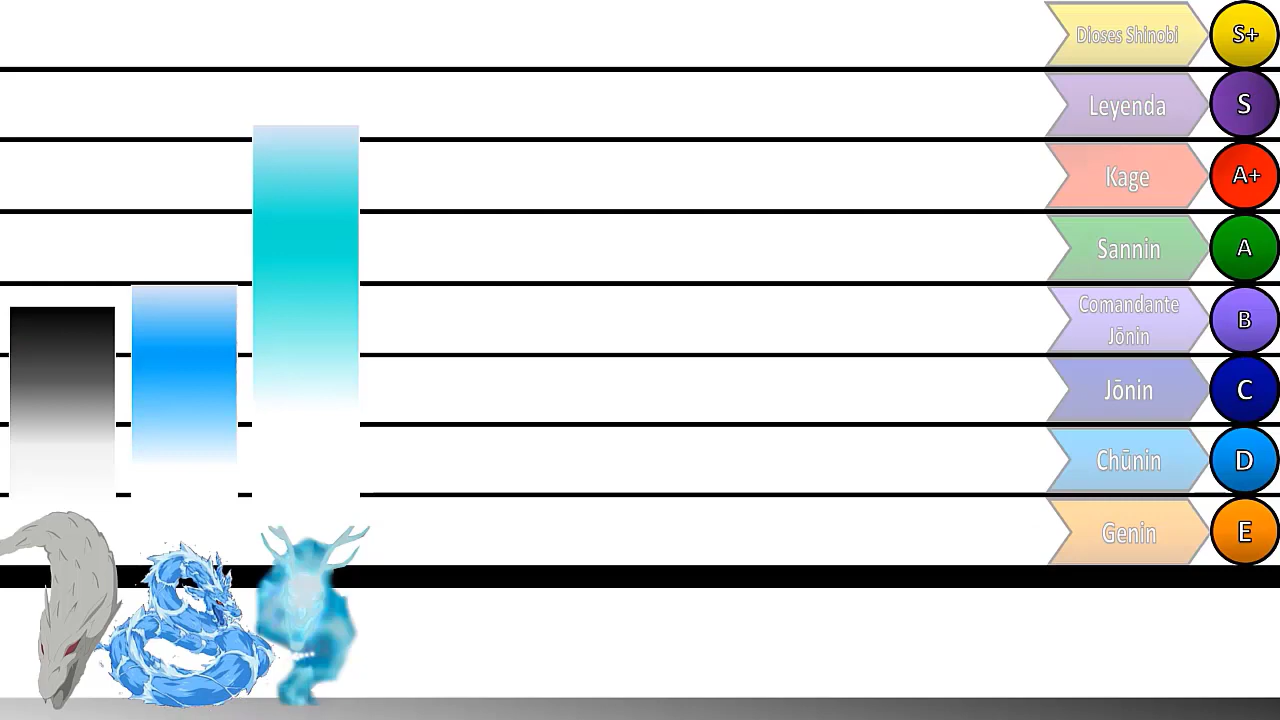 Dioses Shinobi S+
Leyenda S
Kage A+
Sannin A
Comandante
Jōnin B
Jōnin C
Chūnin D
Genin E